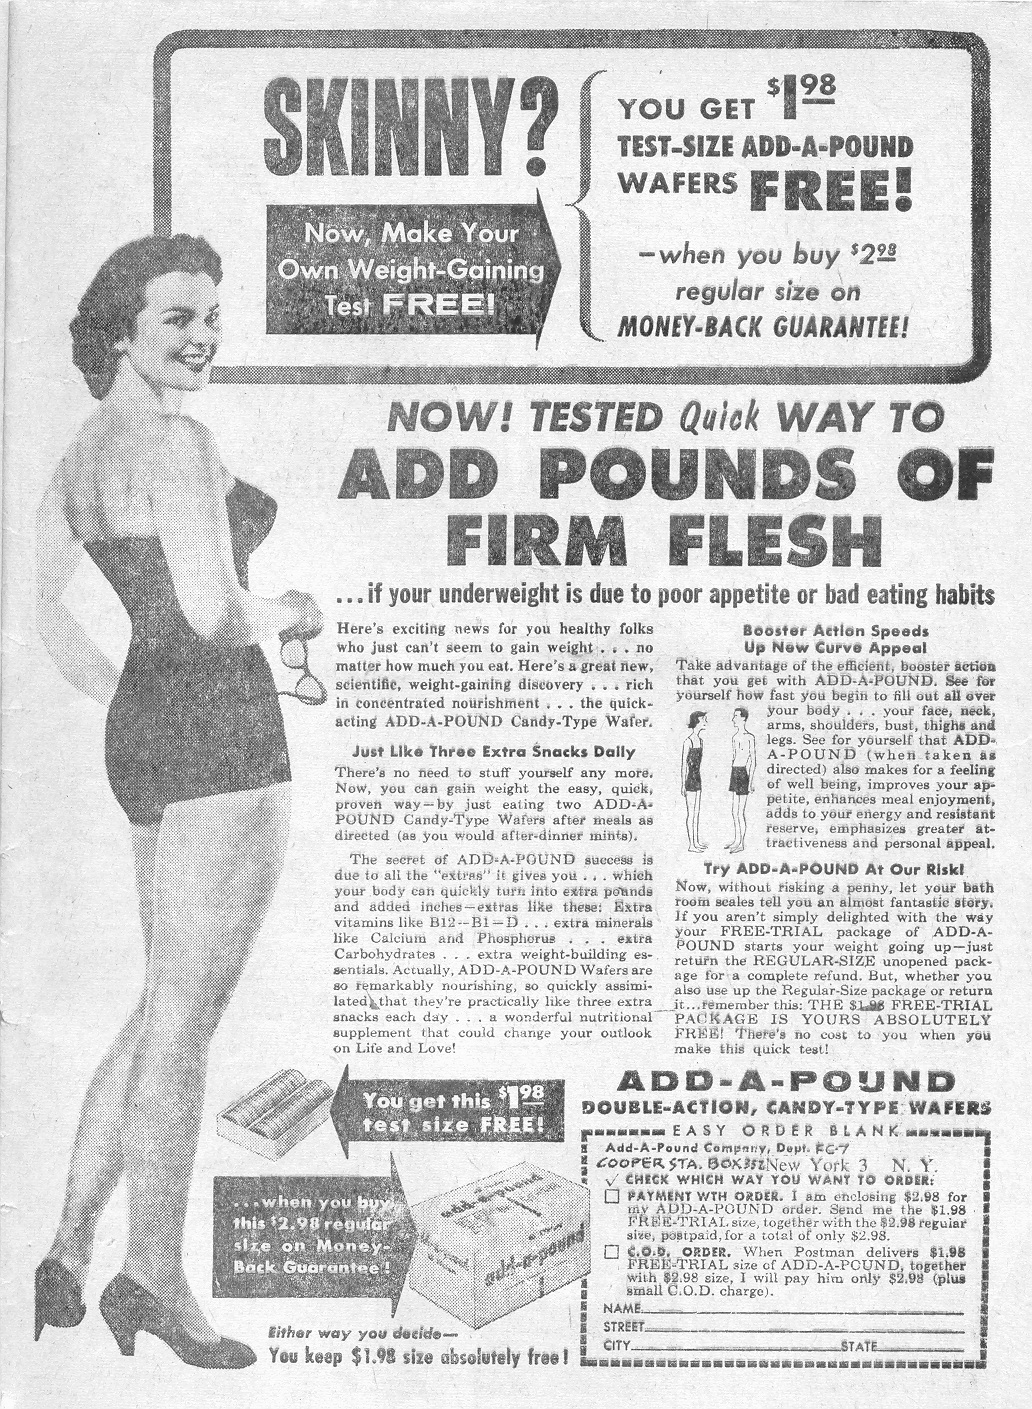 SKINNY?
Now, Make Your
Own Weight-Gaining
Test FREE!
YOU GET $1.98
TEST-SIZE ADD-A-POUND
WAFERS FREE!
—when you buy $2.98
regular size on
MONEY-BACK GUARANTEE!
NOW! TESTED Quick WAY TO
ADD POUNDS OF
FIRM FLESH
...if your underweight is due to poor appetite or bad eating habits
Here's exciting news for you healthy folks
who just can't seem to gain weight . . . no
matter how much you eat. Here's a great new,
scientific, weight-gaining discovery . . . rich
in concentrated nourishment . . . the quick-
acting ADD-A-POUND Candy-Type Wafer.
Just Like Three Extra Snacks Daily
There's no need to stuff yourself any more.
Now, you can gain weight the easy, quick,
proven way—by just eating two ADD-A-
POUND Candy-Type Wafers after meals as
directed (as you would after-dinner mints).
The secret of ADD-A-POUND success is
due to all the "extras" it gives you . . . which
your body can quickly turn into extra pounds
and added inches—extras like these: Extra
vitamins like B12--B1—D . . . extra minerals
like Calcium and Phosphorus . . . extra
Carbohydrates . . . extra weight-building es-
sentials. Actually, ADD-A-POUND Wafers are
so remarkably nourishing, so quickly assimi-
lated that they're practically like three extra
snacks each day . . . a wonderful nutritional
supplement that could change your outlook
on Life and Love!
Booster Action Speeds
Up New Curve Appeal
Take advantage of the efficient, booster action
that you get with ADD-A-POUND. See for
yourself how fast you begin to fill out all over
your body . . . your face, neck,
arms, shoulders, bust, thighs and
legs. See for yourself that ADD-
A-POUND (when taken as
directed) also makes for a feeling
of well being, improves your ap-
petite, enhances meal enjoyment,
adds to your energy and resistant
reserve, emphasizes greater at-
tractiveness and personal appeal.
Try ADD-A-POUND At Our Risk!
Now, without risking a penny, let your bath
room scales tell you an almost fantastic story.
If you aren't simply delighted with the way
your FREE-TRIAL package of ADD-A-
POUND starts your weight going up—just
return the REGULAR-SIZE unopened pack-
age for a complete refund. But, whether you
also use up the Regular-Size package or return
it...remember this: THE $1.98 FREE-TRIAL
PACKAGE IS YOURS ABSOLUTELY
FREE! There's no cost to you when you
make this quick test!
You get this $1.98
test size FREE!
...when you buy
this $2.98 regular
size on Money-
Back Guarantee!
add-a-pound
add-a-pound
Either way you decide—
You keep $1.98 size absolutely free!
ADD-A-POUND
DOUBLE-ACTION, CANDY-TYPE WAFERS
EASY ORDER BLANK
Add-A-Pound Company, Dept. FC-7
COOPER STA. BOX 352 New York 3 N. Y.
✓ CHECK WHICH WAY YOU WANT TO ORDER:
☐ PAYMENT WTH ORDER. I am enclosing $2.98 for
my ADD-A-POUND order. Send me the $1.98
FREE-TRIAL size, together with the $2.98 regular
size, postpaid, for a total of only $2.98.
☐ C.O.D. ORDER. When Postman delivers $1.98
FREE-TRIAL size of ADD-A-POUND, together
with $2.98 size, I will pay him only $2.98 (plus
small C.O.D. charge).
NAME
STREET
CITY STATE